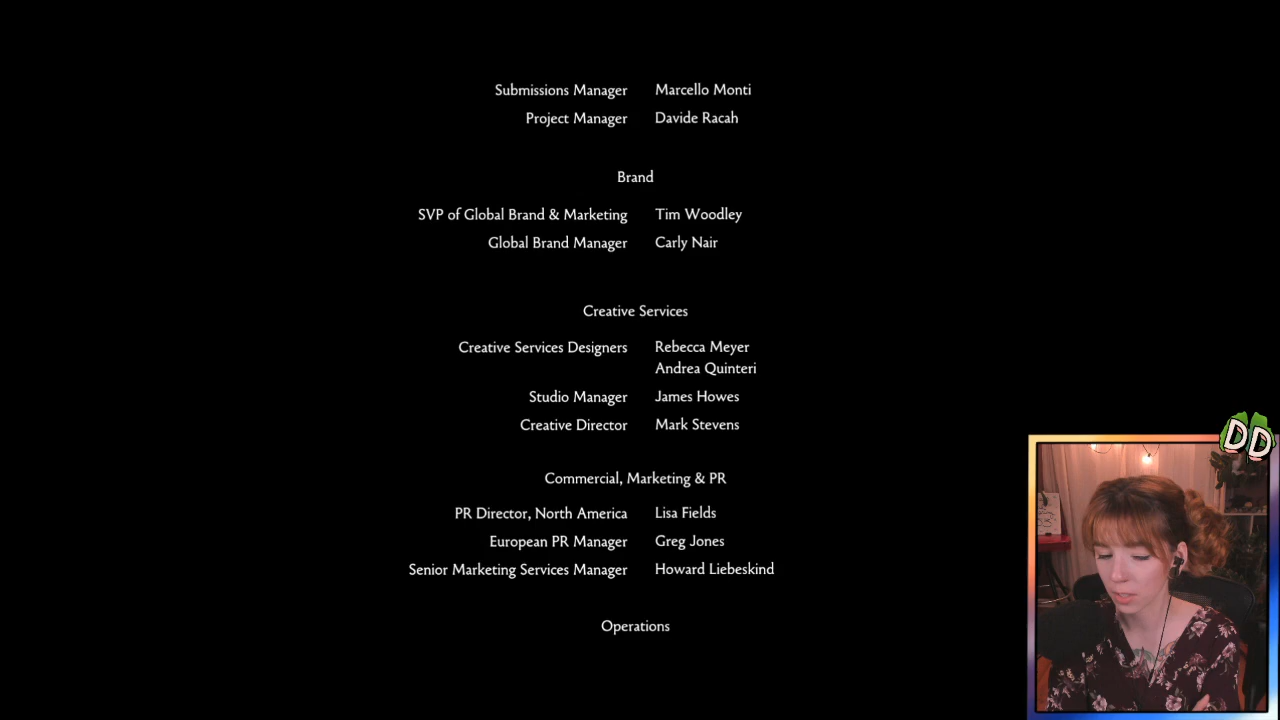 Submissions Manager Marcello Monti
Project Manager Davide Racah
Brand
SVP of Global Brand & Marketing Tim Woodley
Global Brand Manager Carly Nair
Creative Services
Creative Services Designers Rebecca Meyer
Andrea Quinteri
Studio Manager James Howes
Creative Director Mark Stevens
Commercial, Marketing & PR
PR Director, North America Lisa Fields
European PR Manager Greg Jones
Senior Marketing Services Manager Howard Liebeskind
Operations
DD